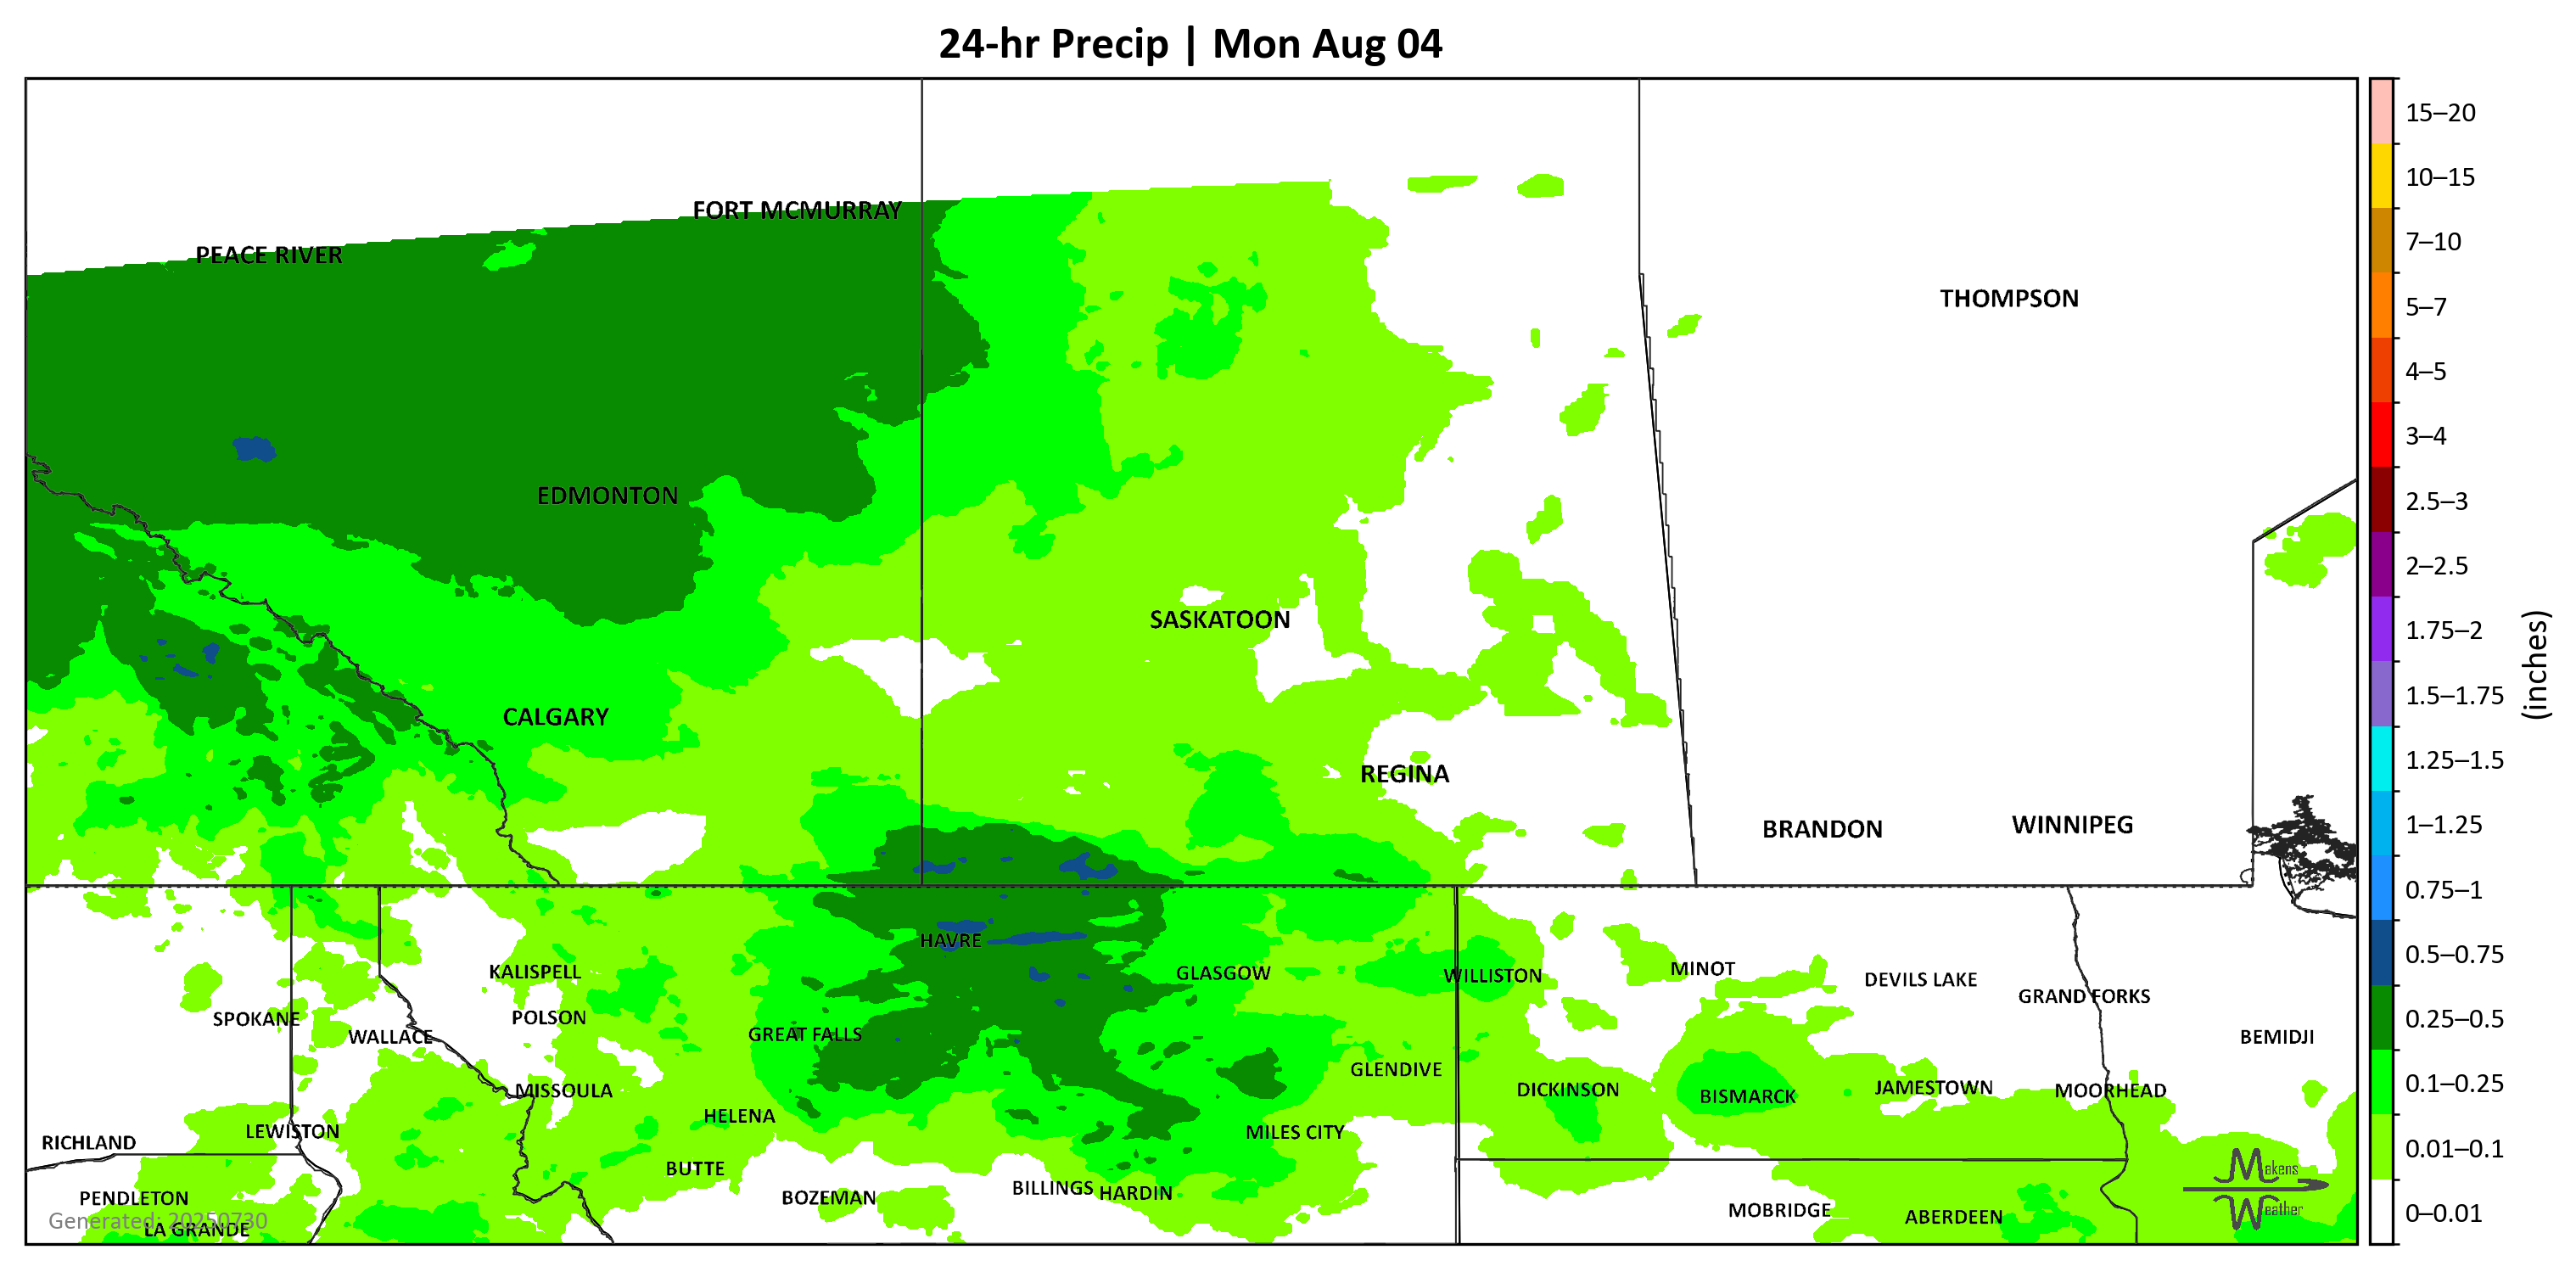 24-hr Precip | Mon Aug 04
FORT MCMURRAY
PEACE RIVER
THOMPSON
EDMONTON
SASKATOON
CALGARY
REGINA
BRANDON
WINNIPEG
HAVRE
KALISPELL
GLASGOW
WILLISTON
MINOT
DEVILS LAKE
GRAND FORKS
SPOKANE
POLSON
WALLACE
GREAT FALLS
BEMIDJI
GLENDIVE
MISSOULA
DICKINSON
BISMARCK
JAMESTOWN
MOORHEAD
HELENA
LEWISTON
RICHLAND
MILES CITY
BUTTE
PENDLETON
BOZEMAN
BILLINGS
HARDIN
MOBRIDGE
ABERDEEN
Generated: 20250730
LA GRANDE
Makens
Weather
15–20
10–15
7–10
5–7
4–5
3–4
2.5–3
2–2.5
1.75–2
1.5–1.75
1.25–1.5
1–1.25
0.75–1
0.5–0.75
0.25–0.5
0.1–0.25
0.01–0.1
0–0.01
(inches)